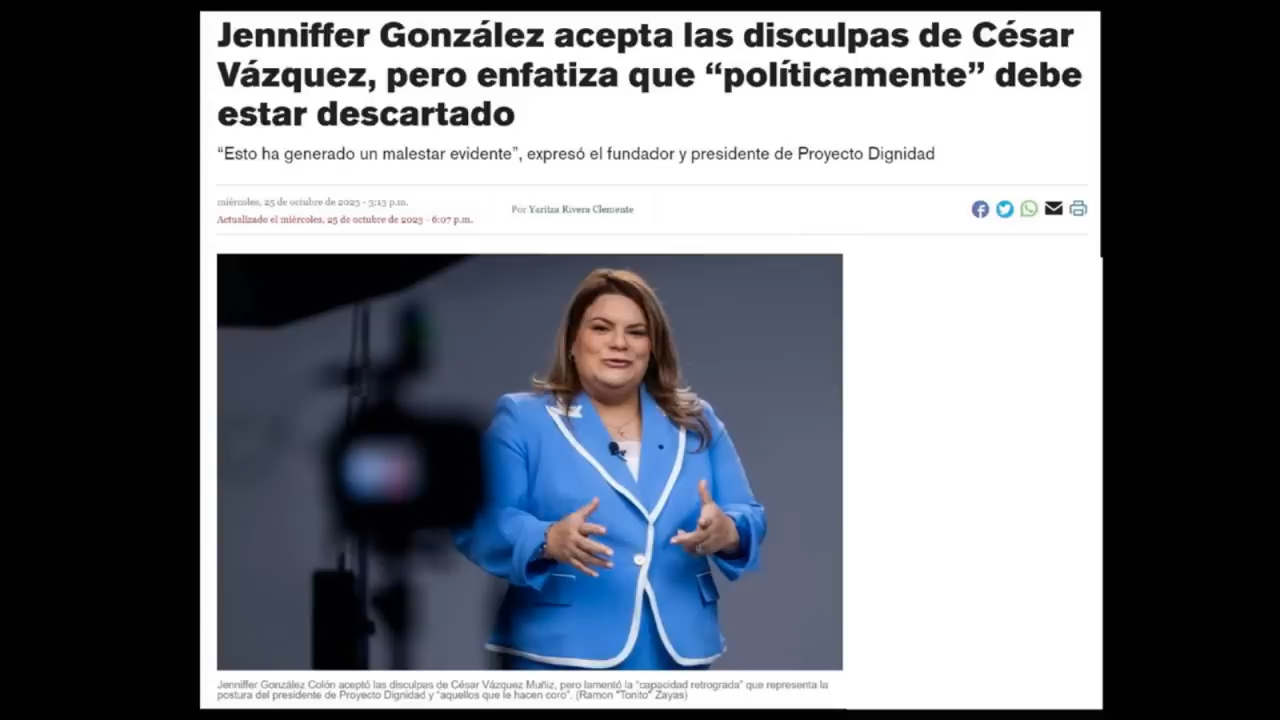 Jenniffer González acepta las disculpas de César
Vázquez, pero enfatiza que “políticamente” debe
estar descartado
“Esto ha generado un malestar evidente”, expresó el fundador y presidente de Proyecto Dignidad
miércoles, 25 de octubre de 2023 - 3:13 p.m.
Actualizado el miércoles, 25 de octubre de 2023 - 6:07 p.m.
Por Yaritza Rivera Clemente
Jenniffer González Colón aceptó las disculpas de César Vázquez Muñiz, pero lamentó la “capacidad retrograda” que representa la
postura del presidente de Proyecto Dignidad y “aquellos que le hacen coro”. (Ramon "Tonito" Zayas)